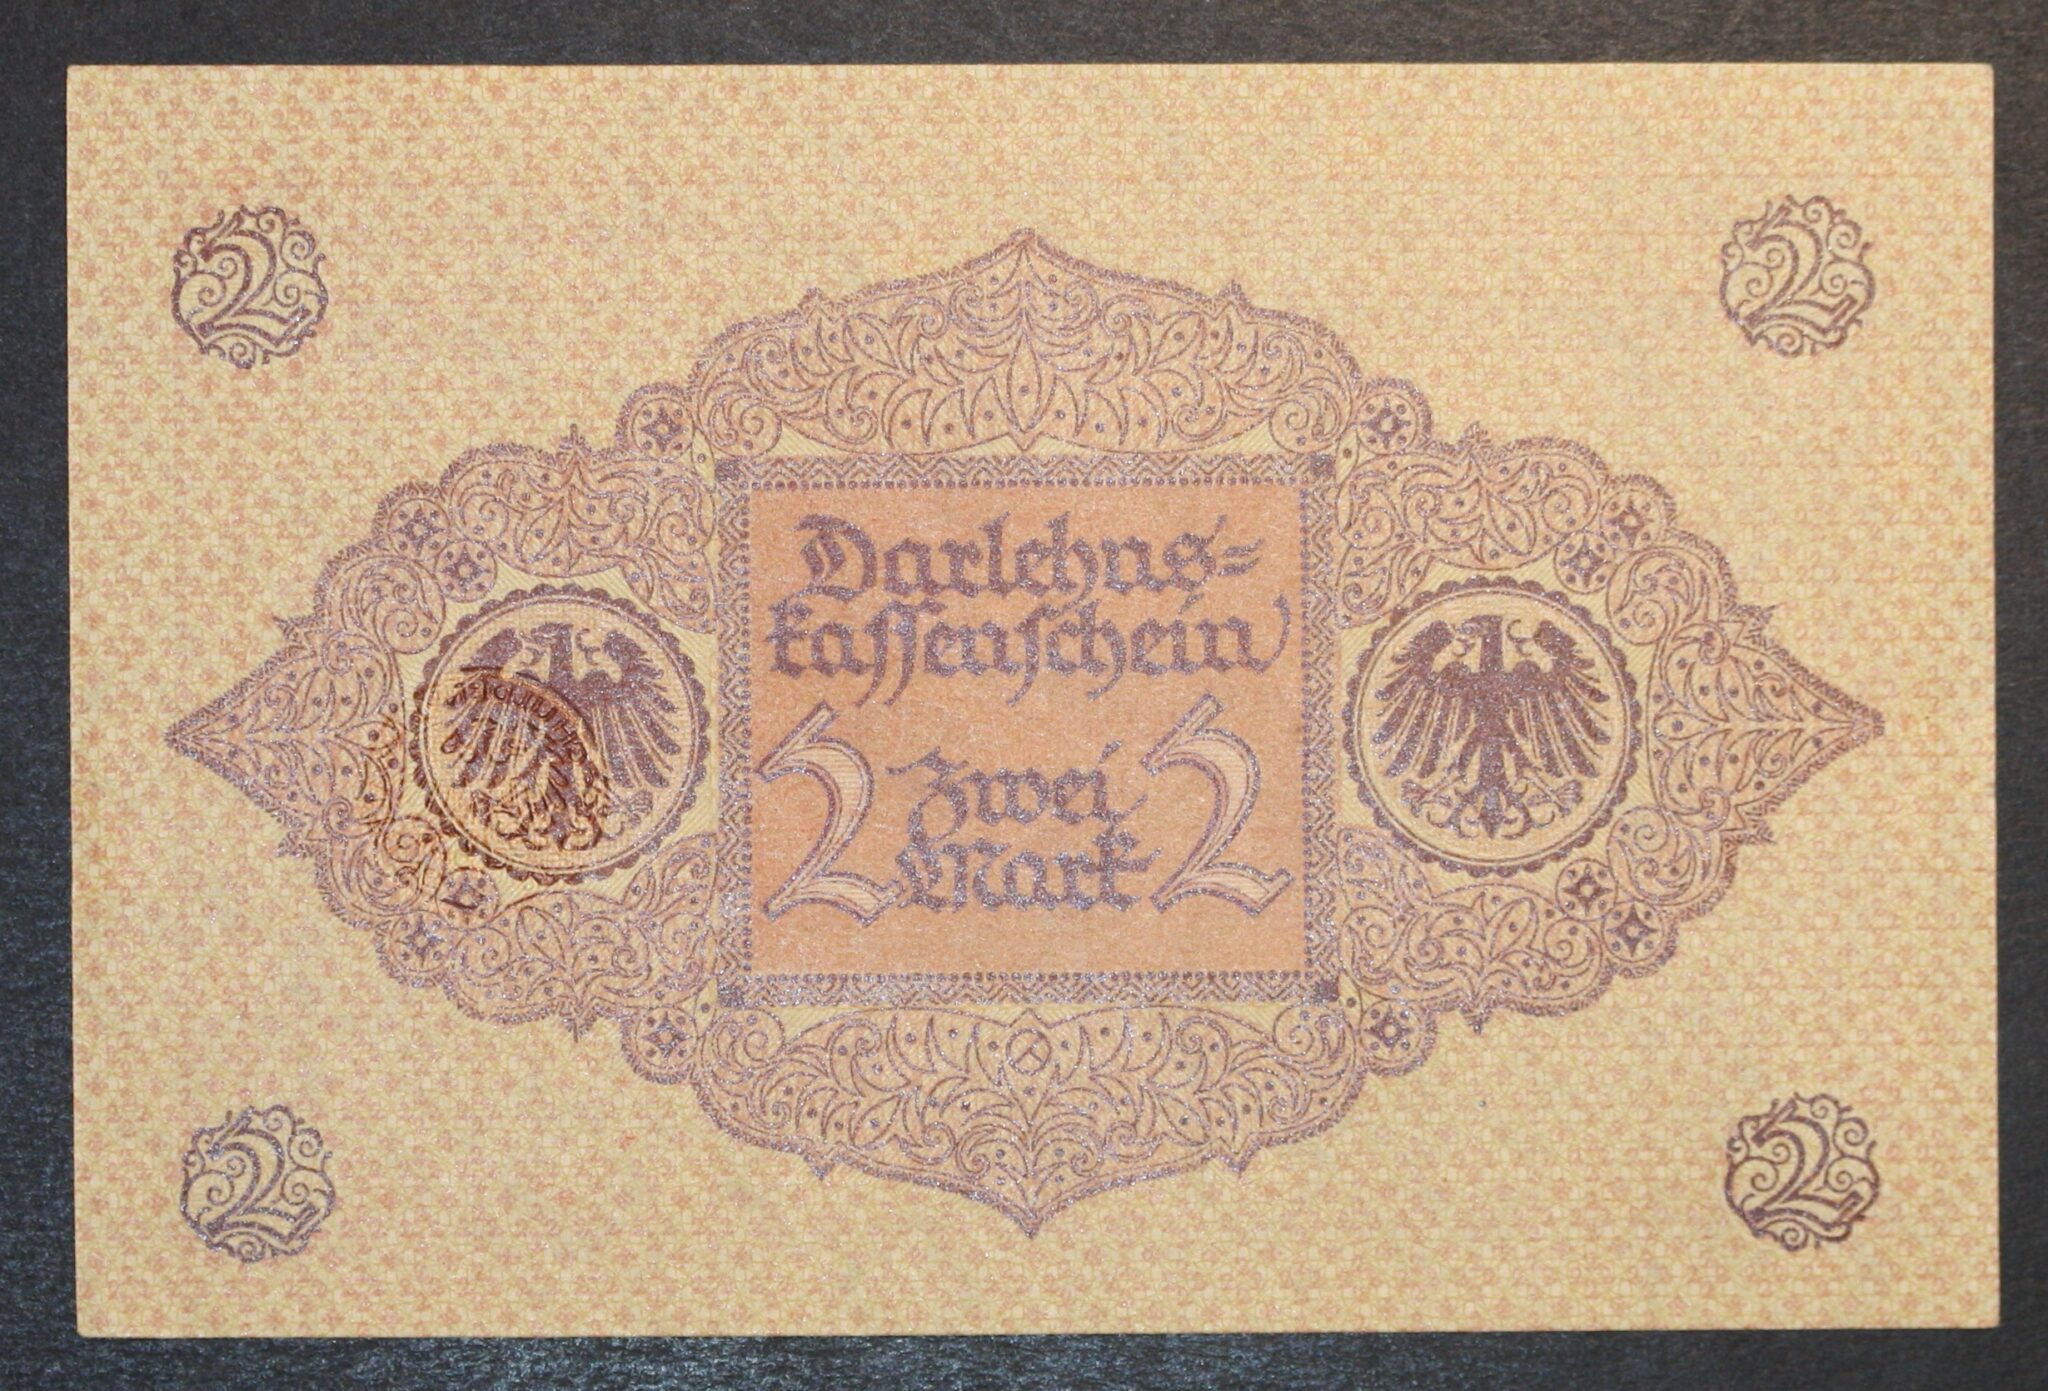 2 2
Darlehns=
kassenschein
2 Zwei 2
Mark
2 2